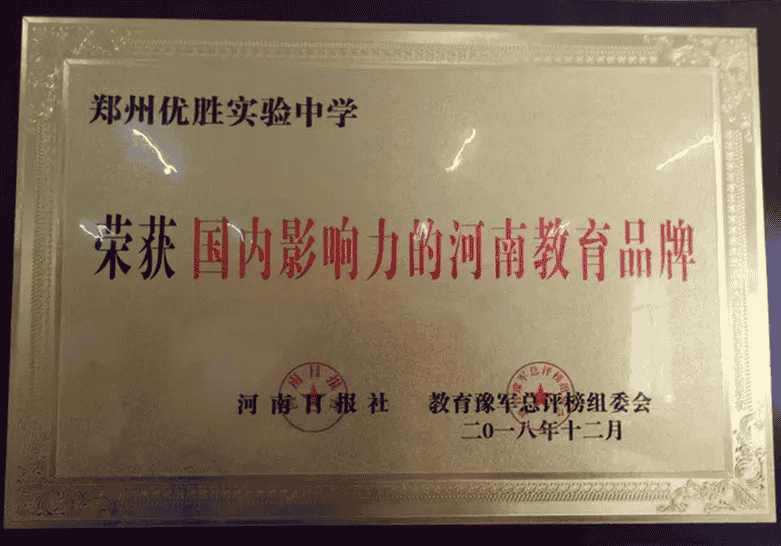 郑州优胜实验中学
荣获 国内影响力的河南教育品牌
河南日报社 教育豫军总评榜组委会
二〇一八年十二月